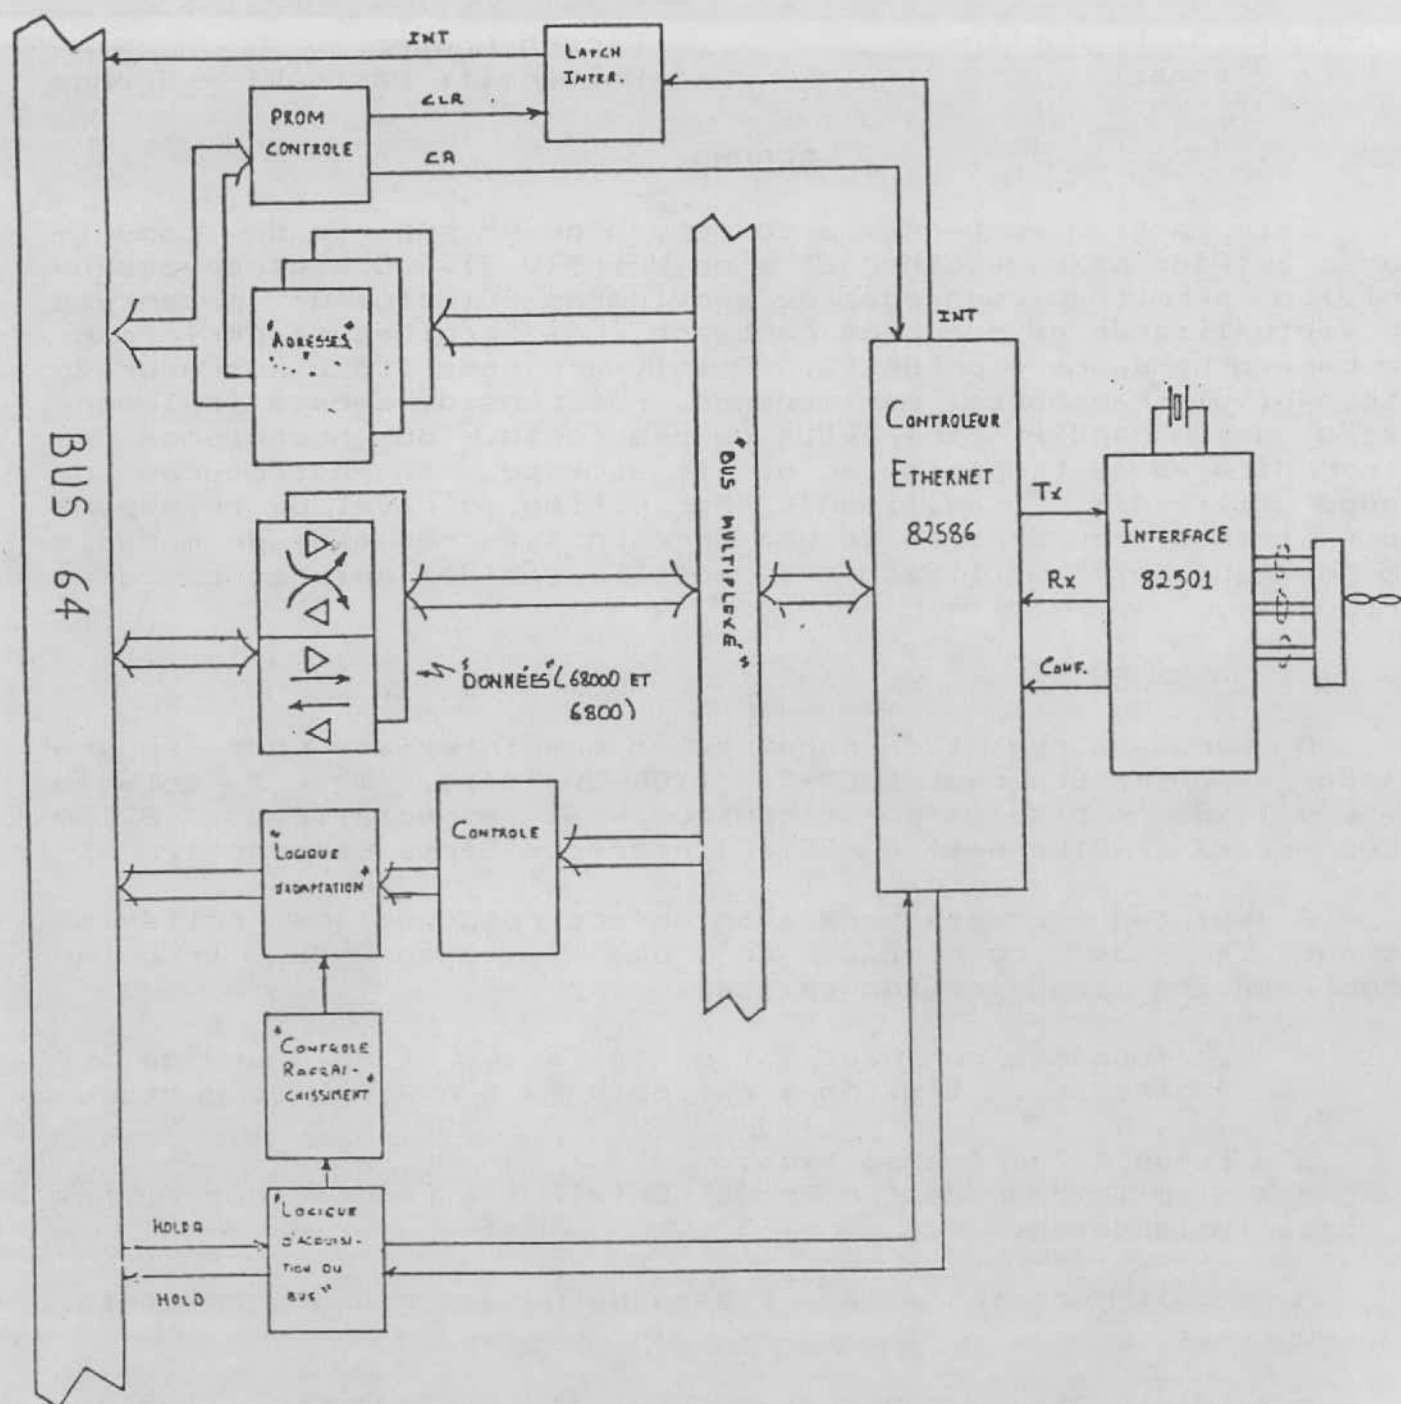 INT
LATCH
INTER.
PROM
CONTROLE
CLR
CA
"ADRESSES"
INT
BUS 64
"BUS MULTIPLEXÉ"
CONTROLEUR
ETHERNET
82586
Tx
Rx
CONF.
INTERFACE
82501
"DONNÉES" (68000 ET
6800)
"LOGIQUE
D'ADAPTATION"
CONTROLE
"CONTROLE
RAFRAI-
CHISSIMENT"
HOLDA
HOLD
"LOGIQUE
D'ACQUISI-
TION DU
BUS"